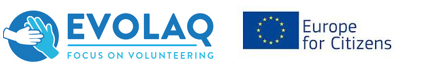 EVOLAQ
FOCUS ON VOLUNTEERING
Europe
for Citizens